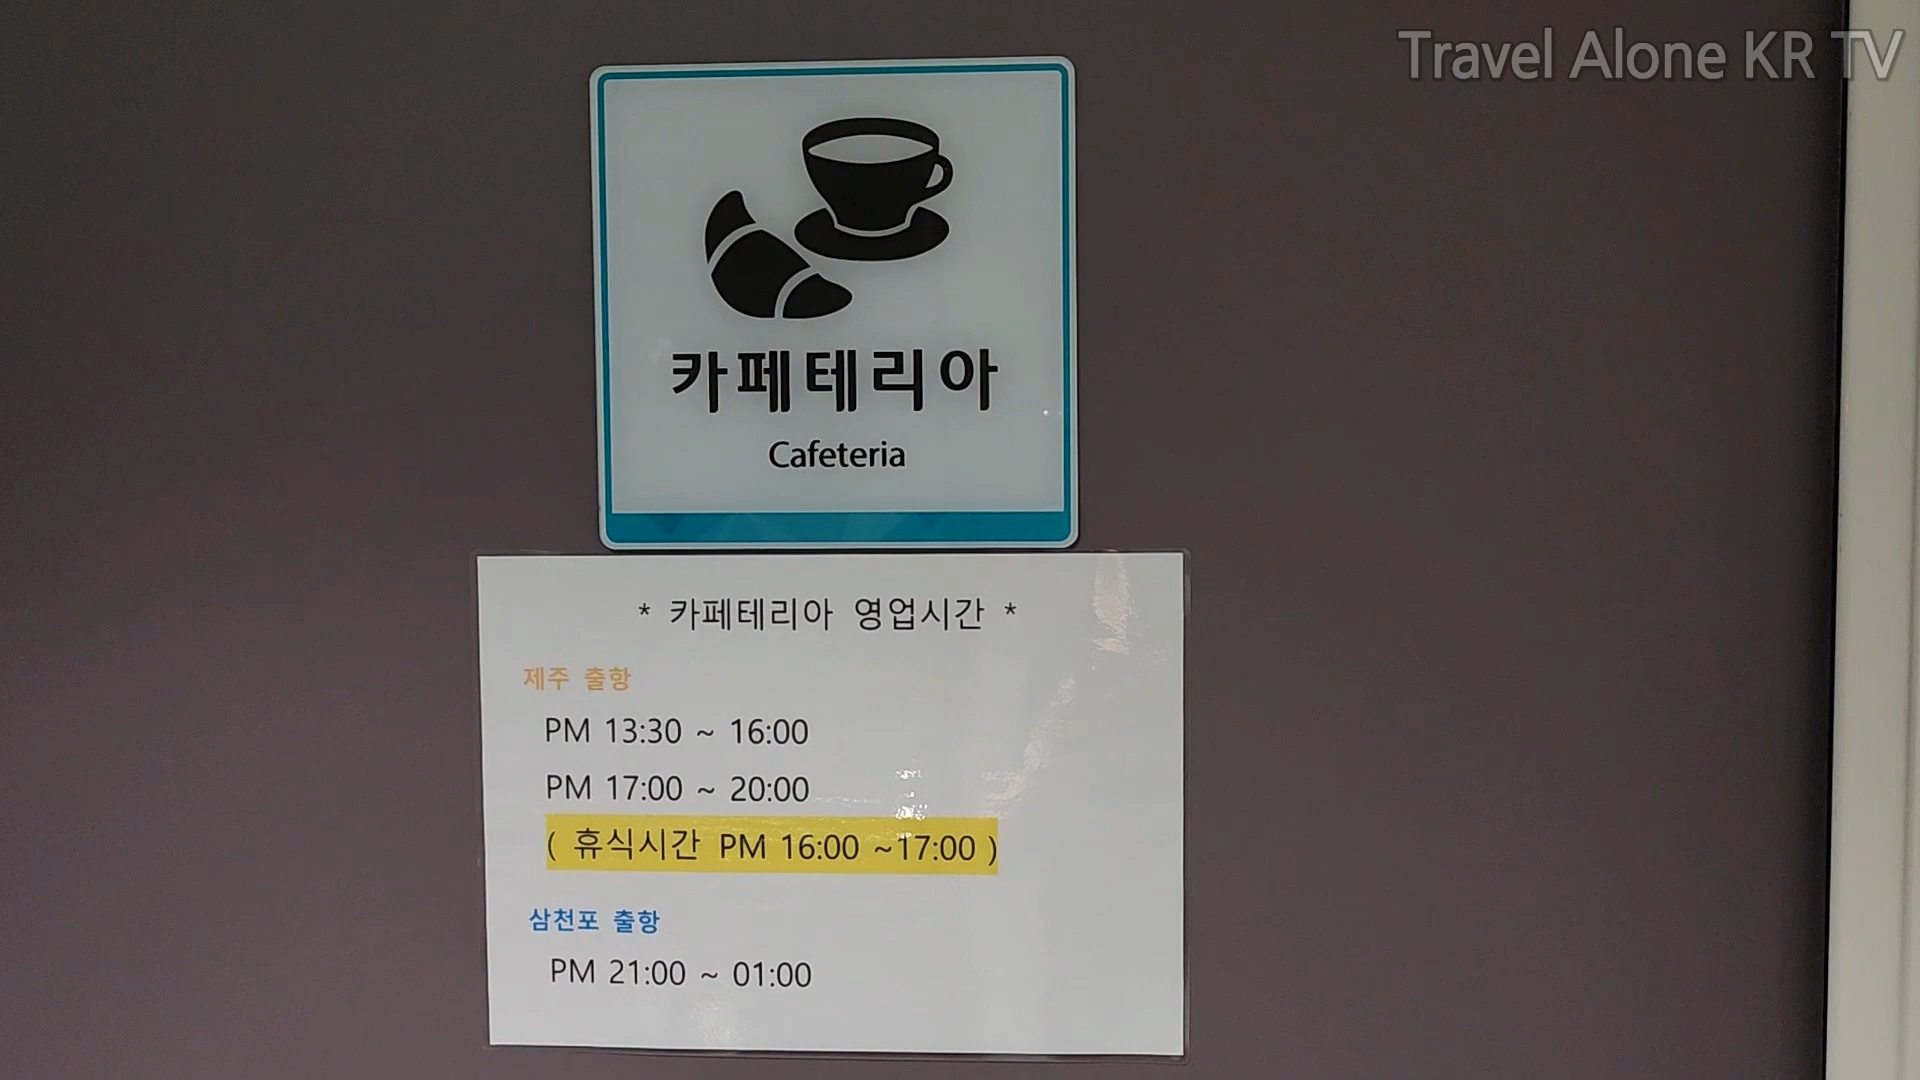 Travel Alone KR TV
카페테리아
Cafeteria
* 카페테리아 영업시간 *
제주 출항
PM 13:30 ~ 16:00
PM 17:00 ~ 20:00
( 휴식시간 PM 16:00 ~17:00 )
삼천포 출항
PM 21:00 ~ 01:00